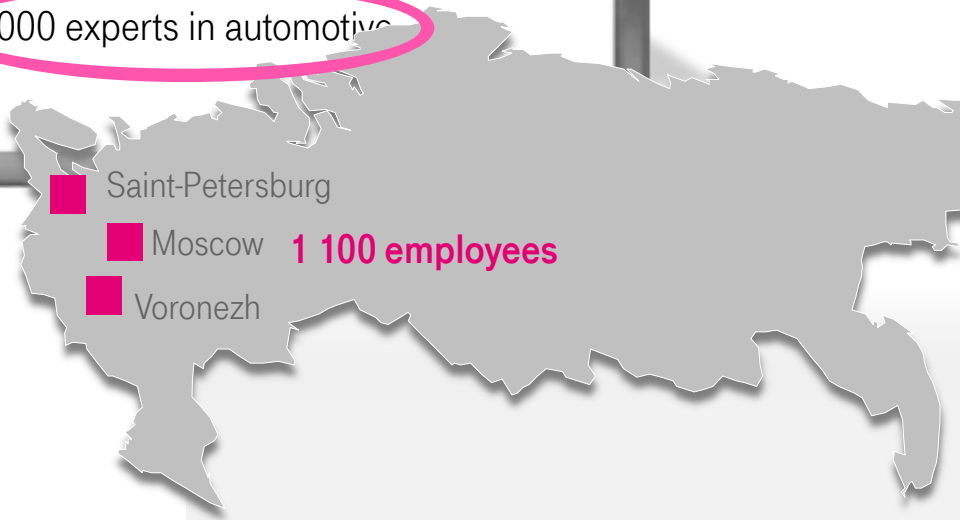 000 experts in automotive
Saint-Petersburg
Moscow 1 100 employees
Voronezh